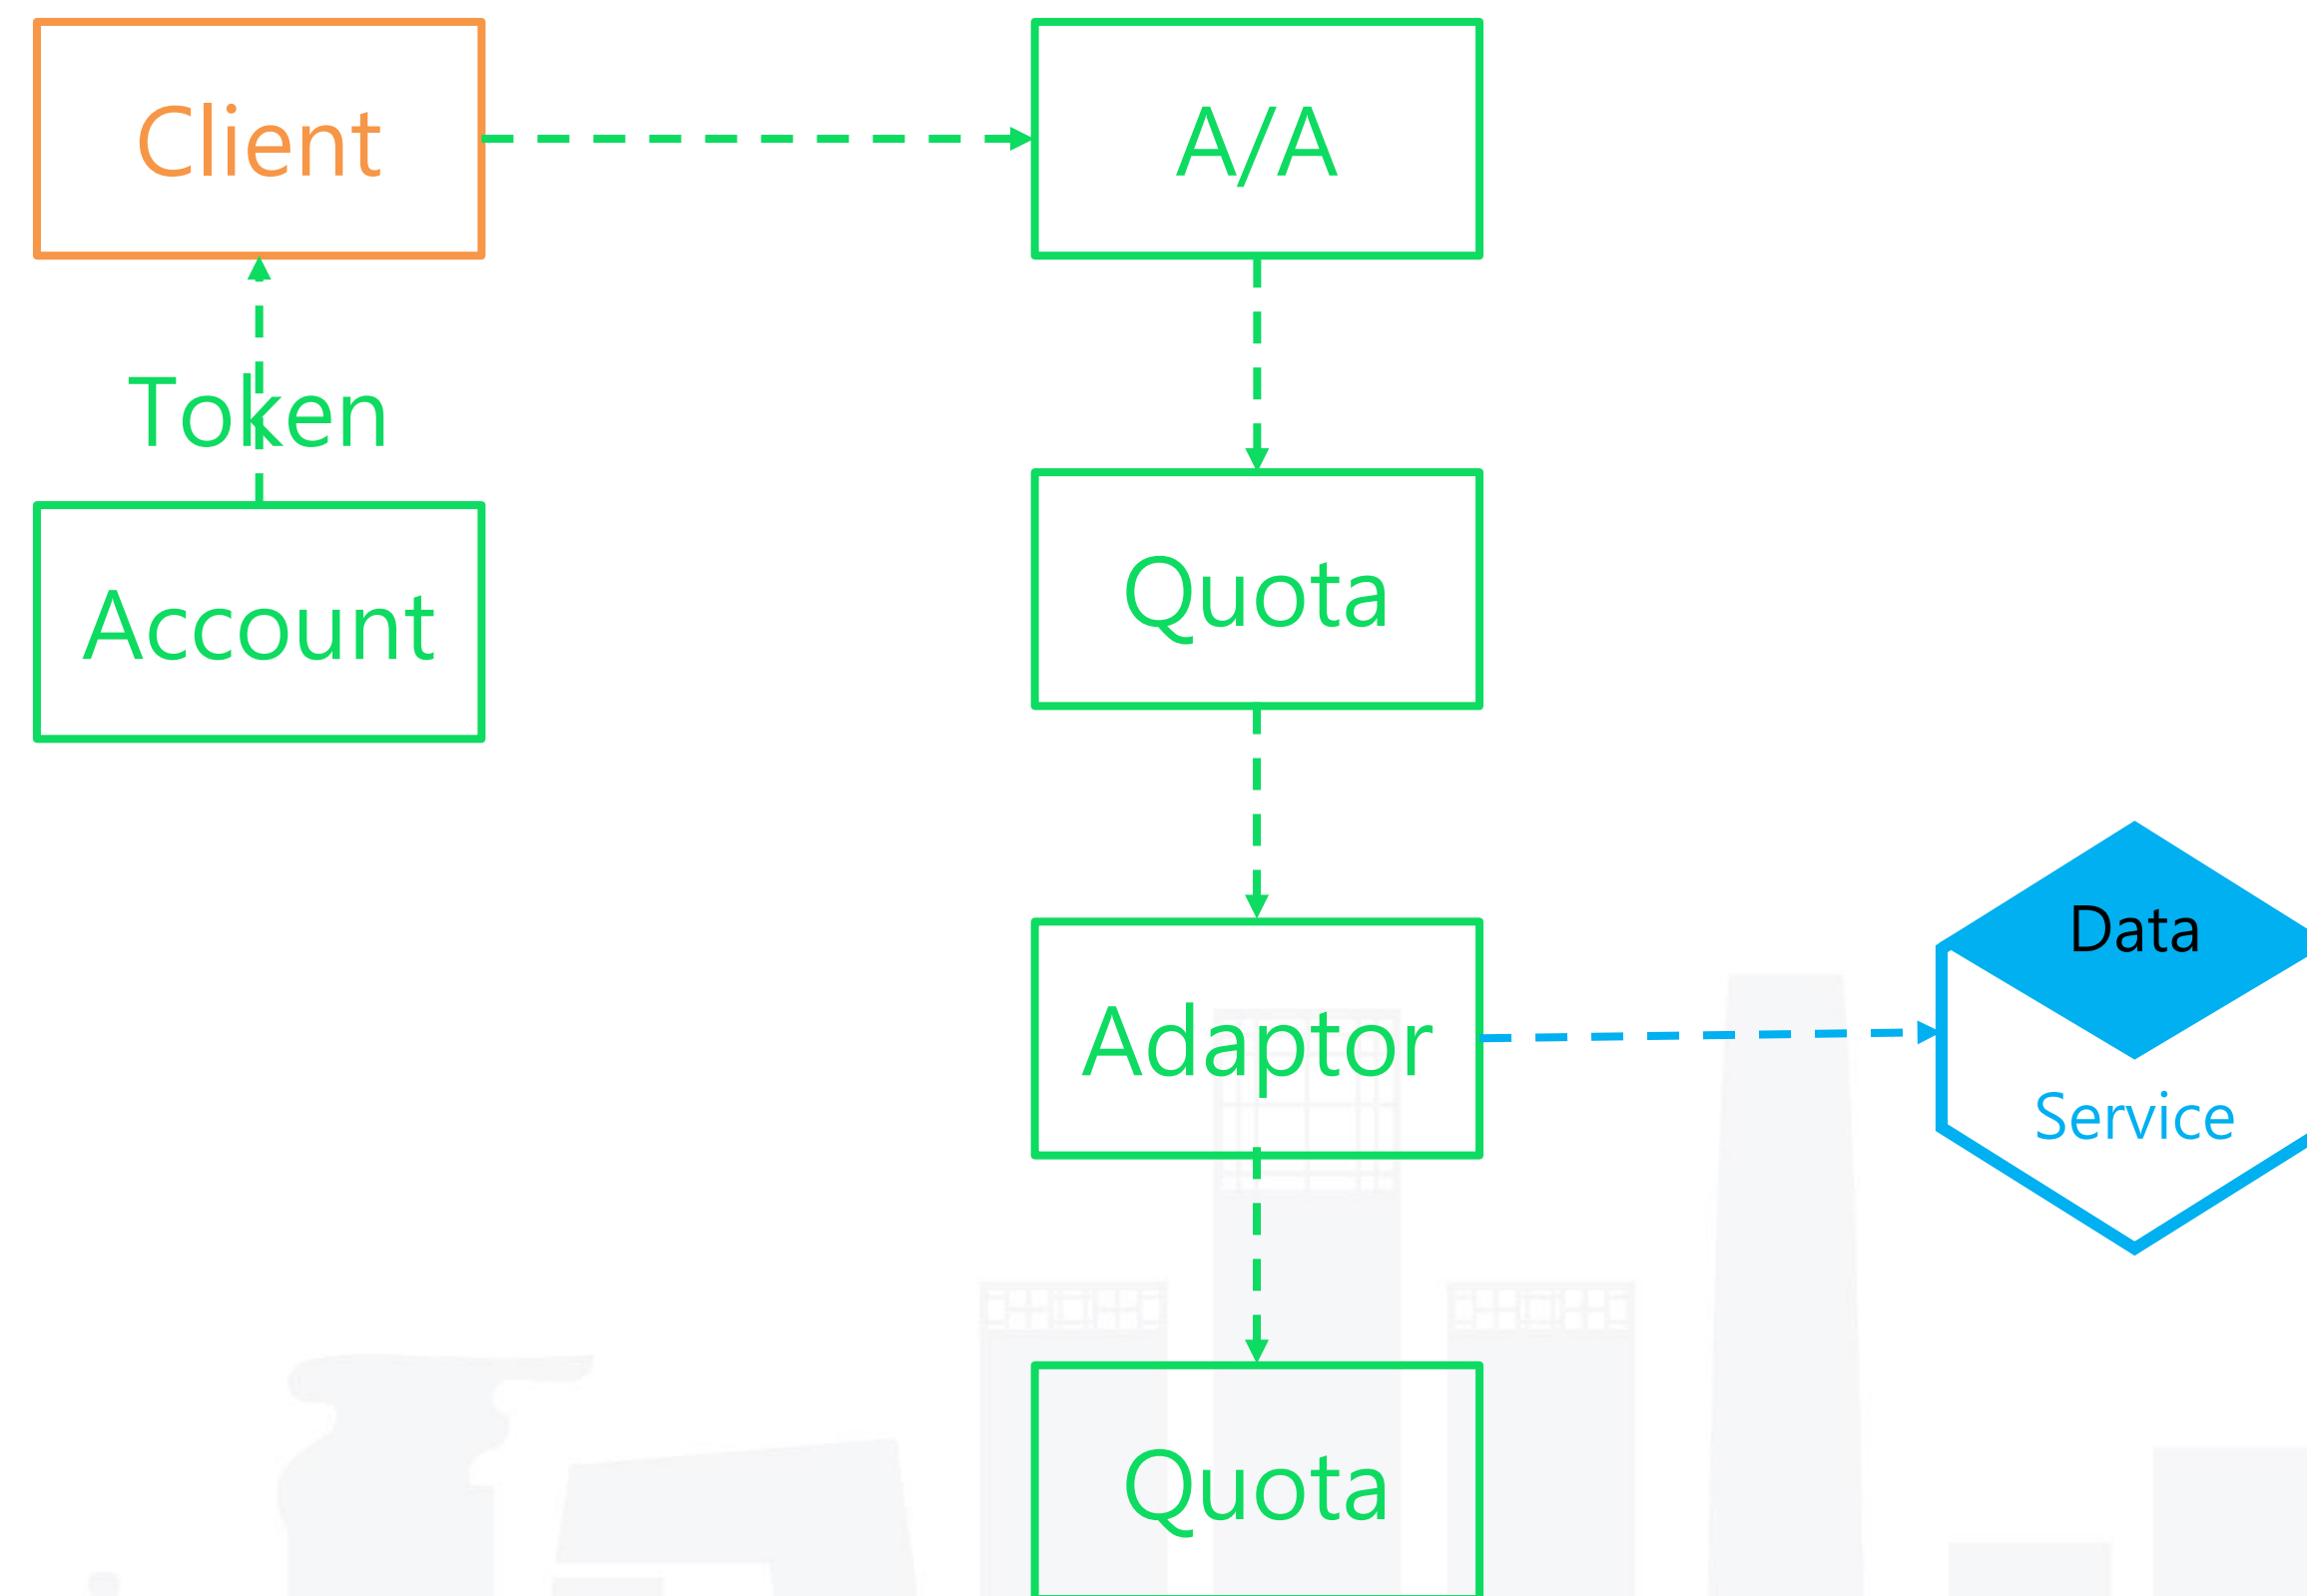 Client
A/A
Token
Quota
Account
Data
Adaptor
Service
Quota